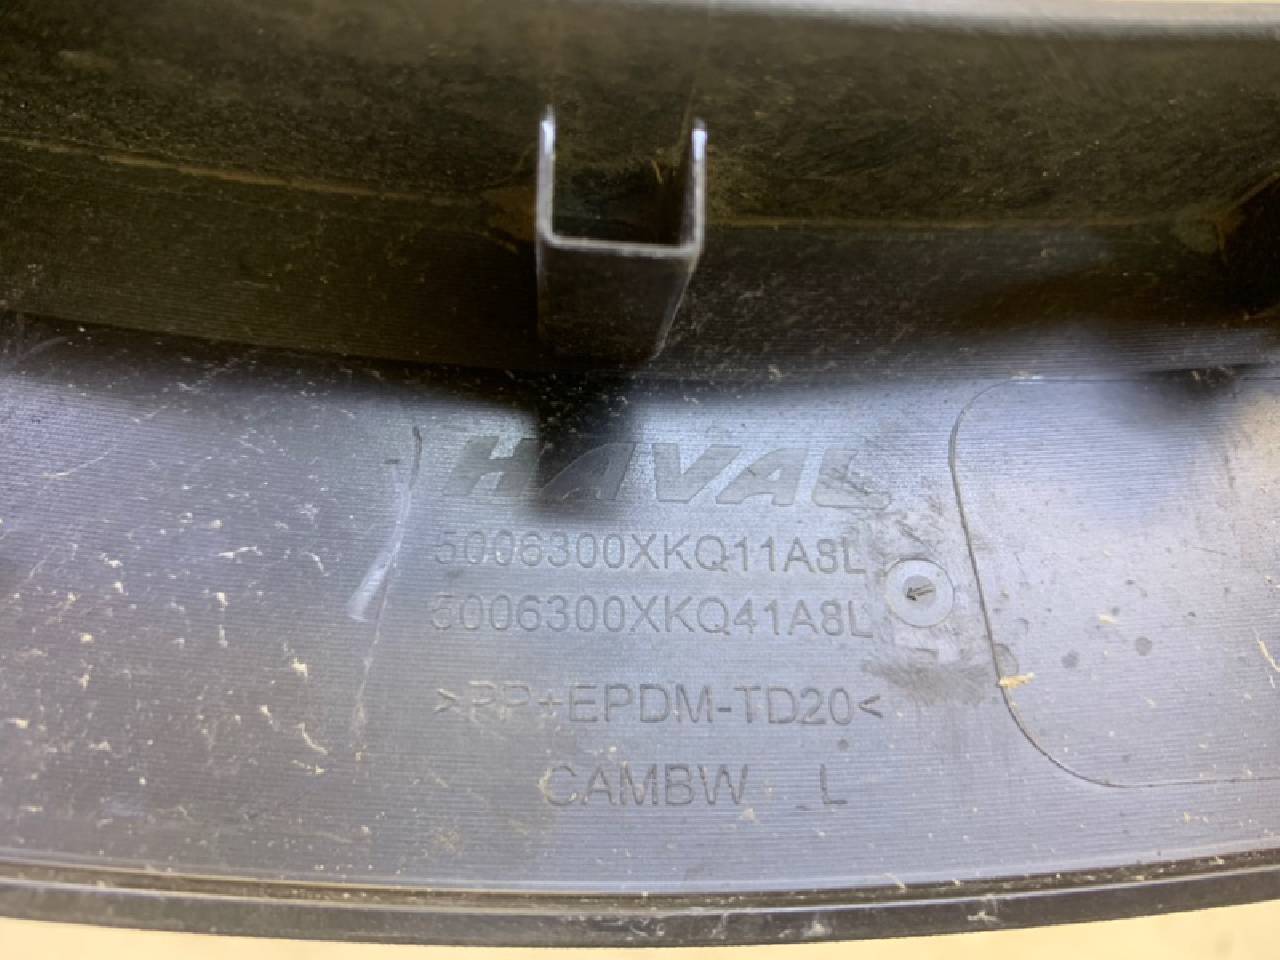 HAVAL
5006300XKQ11A8L
5006300XKQ41A8L
>PP+EPDM-TD20<
CAMBW L